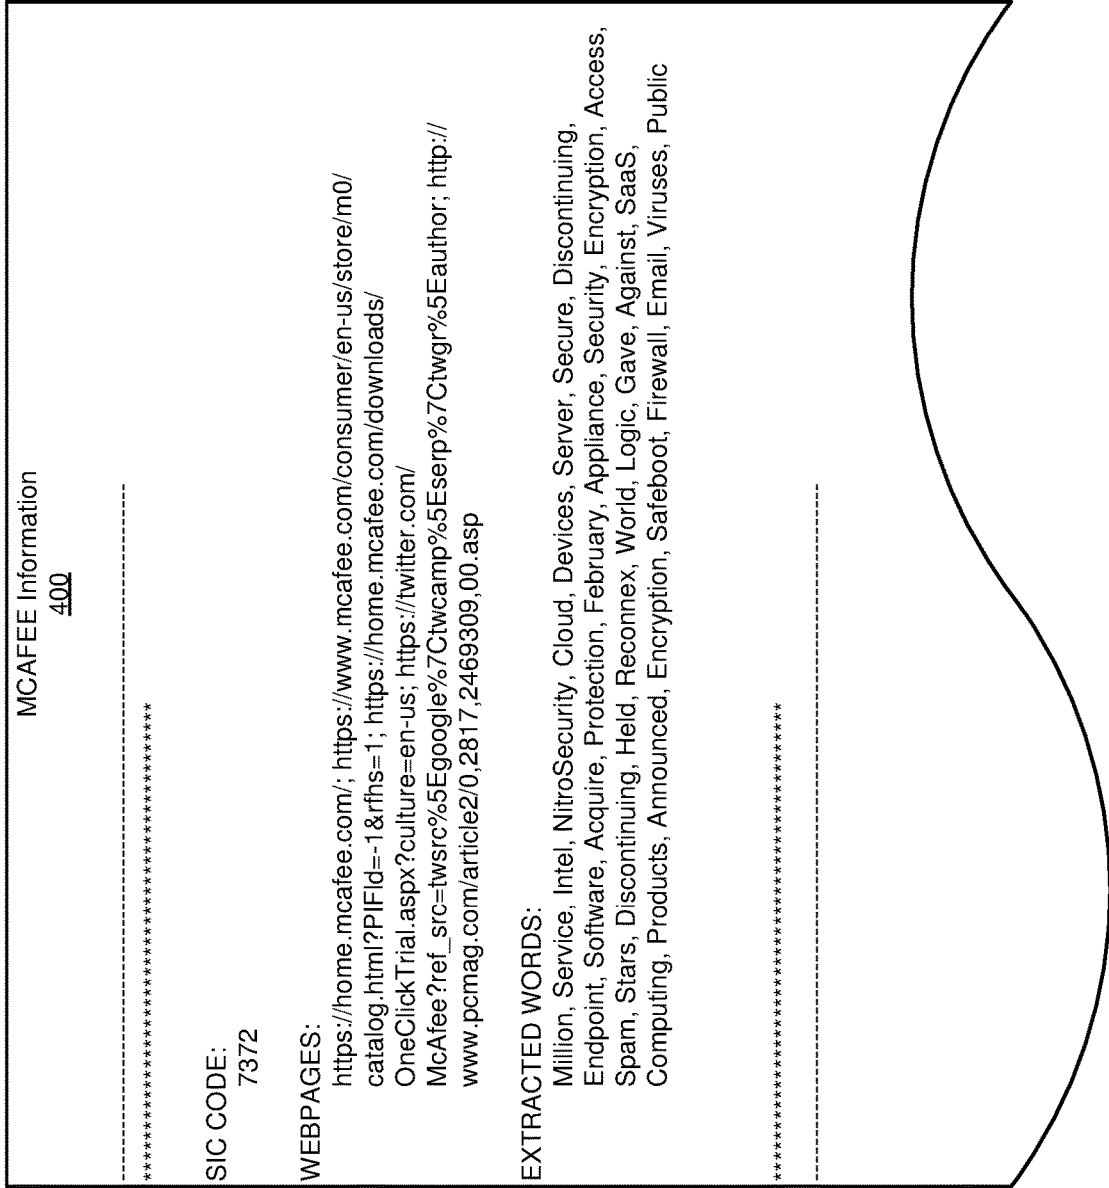 MCAFEE Information
400
------------------------------------------------------------
************************************************************
SIC CODE:
7372
WEBPAGES:
https://home.mcafee.com/; https://www.mcafee.com/consumer/en-us/store/m0/
catalog.html?PIFId=-1&rfhs=1; https://home.mcafee.com/downloads/
OneClickTrial.aspx?culture=en-us; https://twitter.com/
McAfee?ref_src=twsrc%5Egoogle%7Ctwcamp%5Eserp%7Ctwgr%5Eauthor; http://
www.pcmag.com/article2/0,2817,2469309,00.asp
EXTRACTED WORDS:
Million, Service, Intel, NitroSecurity, Cloud, Devices, Server, Secure, Discontinuing,
Endpoint, Software, Acquire, Protection, February, Appliance, Security, Encryption, Access,
Spam, Stars, Discontinuing, Held, Reconnex, World, Logic, Gave, Against, SaaS,
Computing, Products, Announced, Encryption, Safeboot, Firewall, Email, Viruses, Public
************************************************************
------------------------------------------------------------